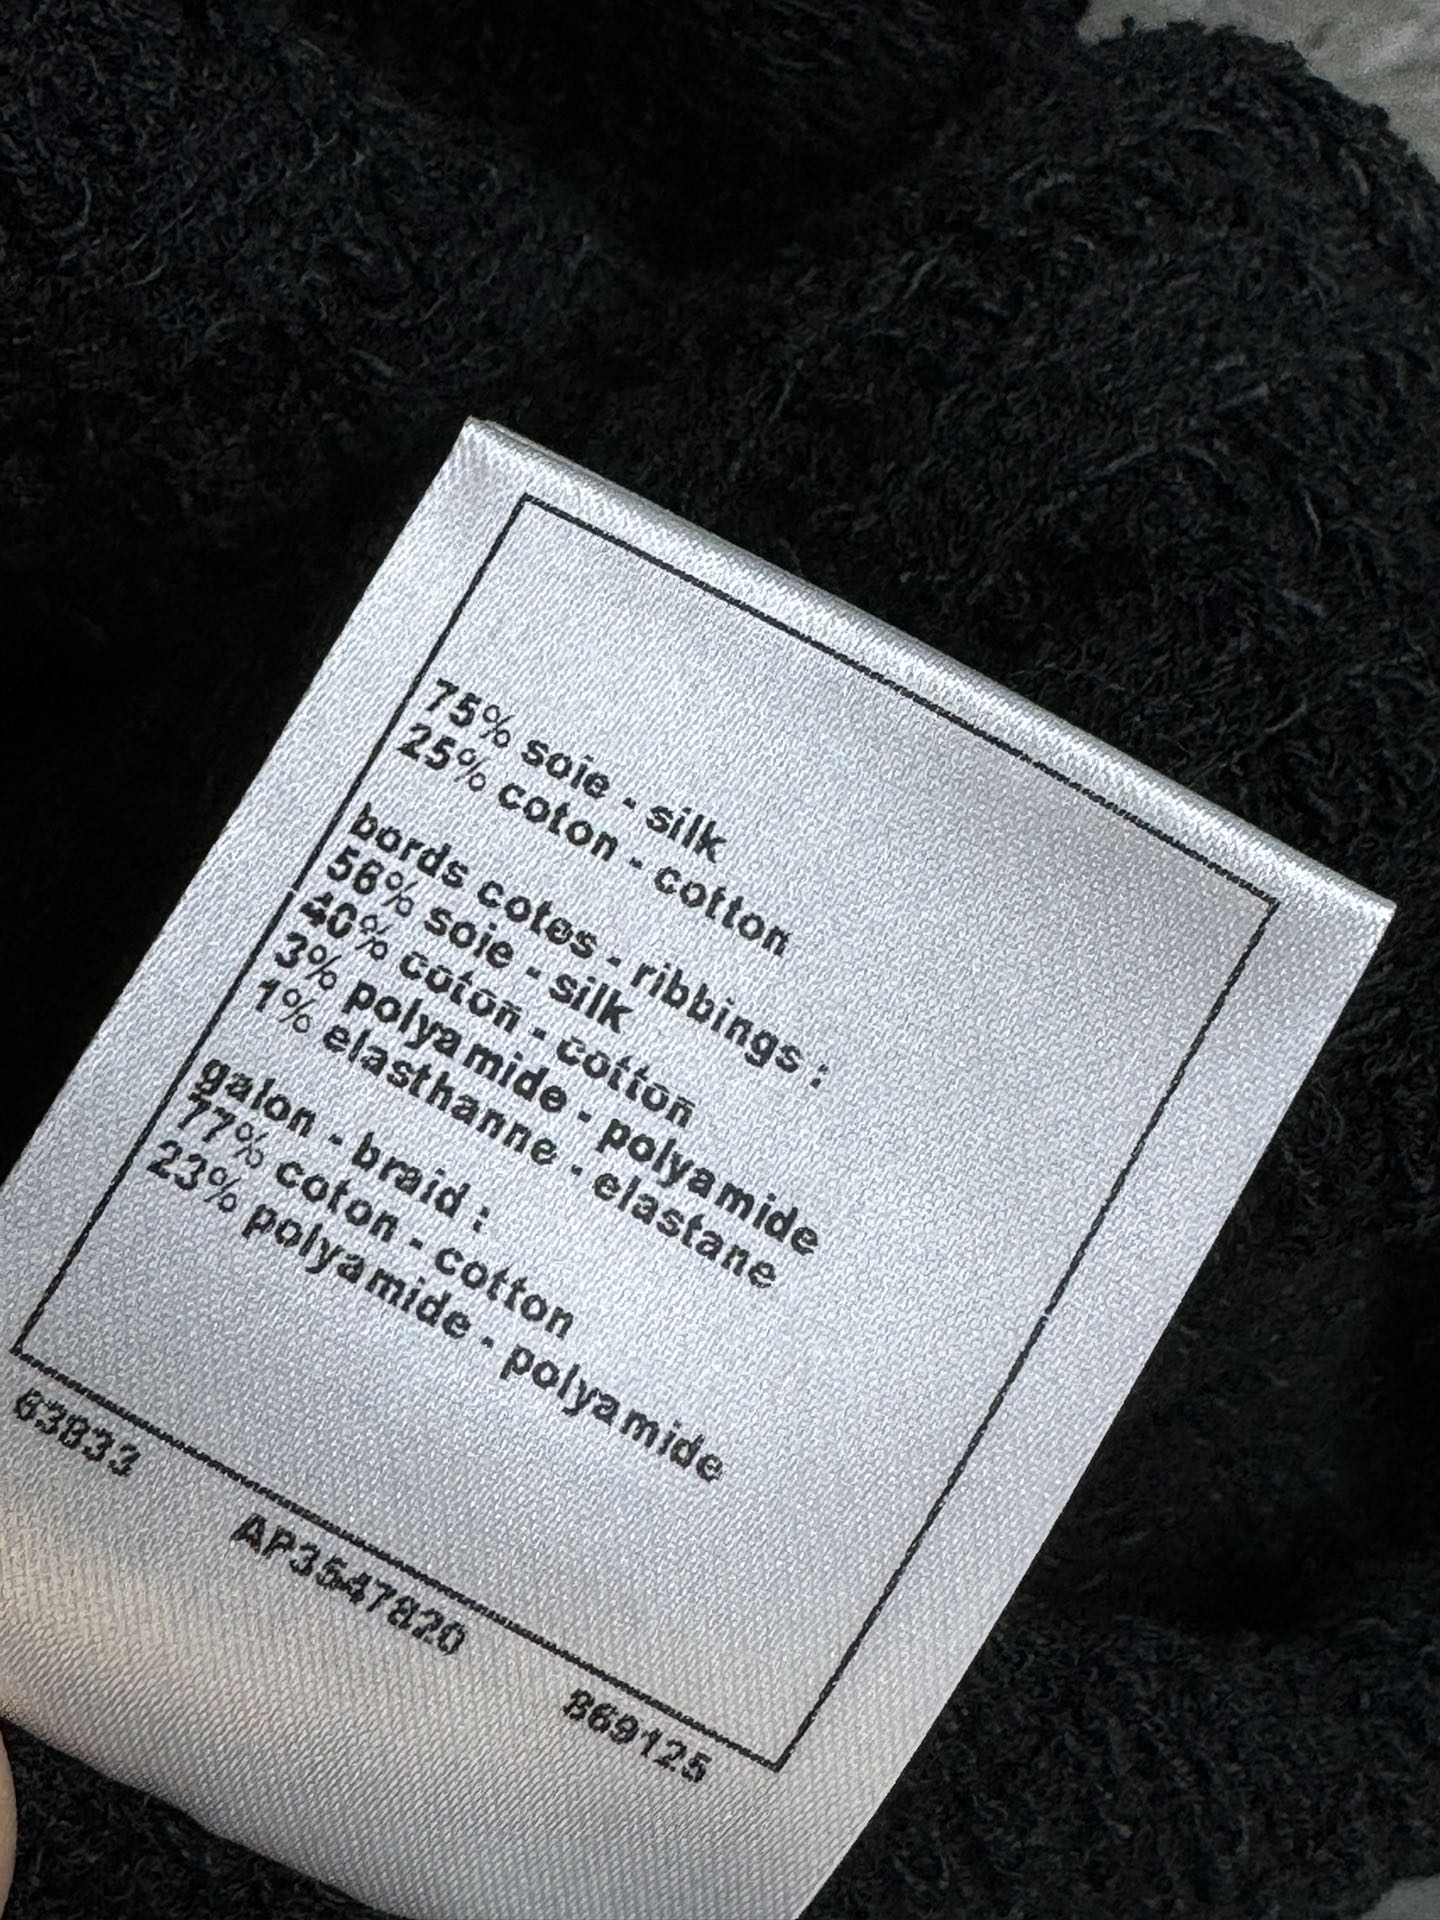 75% soie - silk
25% coton - cotton
bords cotes - ribbings :
56% soie - silk
40% coton - cotton
3% polyamide - polyamide
1% elasthanne - elastane
galon - braid :
77% coton - cotton
23% polyamide - polyamide
63833
AP3547820
869125